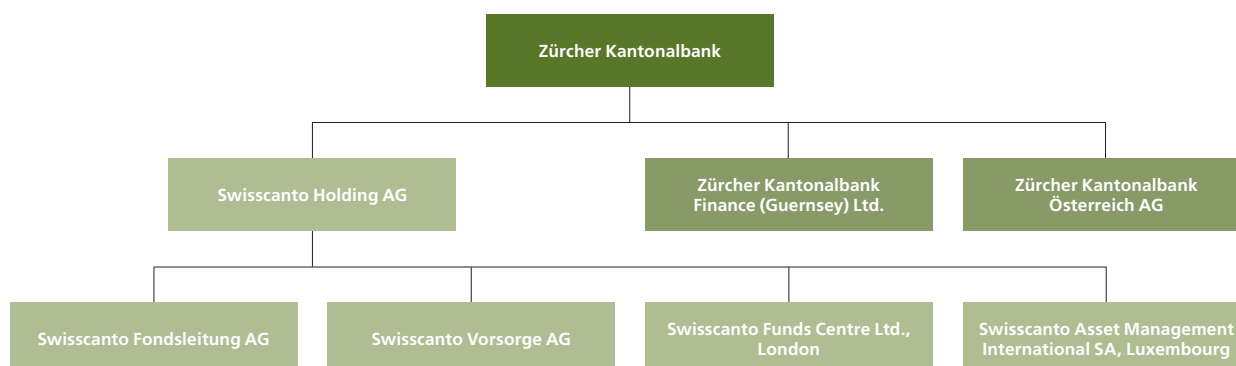 Zürcher Kantonalbank
Swisscanto Holding AG
Zürcher Kantonalbank
Finance (Guernsey) Ltd.
Zürcher Kantonalbank
Österreich AG
Swisscanto Fondsleitung AG
Swisscanto Vorsorge AG
Swisscanto Funds Centre Ltd.,
London
Swisscanto Asset Management
International SA, Luxembourg